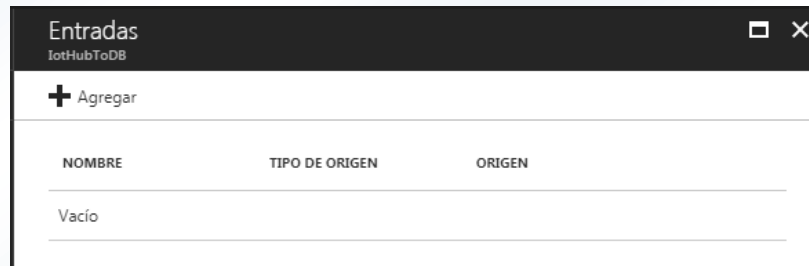 Entradas
IotHubToDB
Agregar
NOMBRE TIPO DE ORIGEN ORIGEN
Vacío